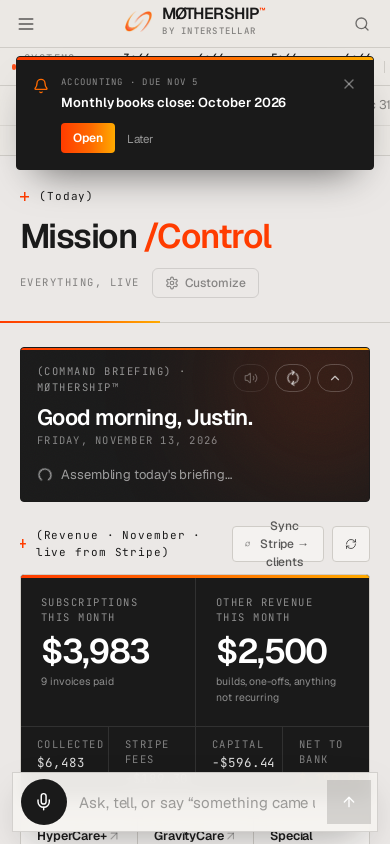 MØTHERSHIP™
BY INTERSTELLAR
ACCOUNTING · DUE NOV 5
Monthly books close: October 2026
Open
Later
31
(Today)
Mission /Control
EVERYTHING, LIVE
Customize
(COMMAND BRIEFING) ·
MØTHERSHIP™
Good morning, Justin.
FRIDAY, NOVEMBER 13, 2026
Assembling today's briefing…
(Revenue · November ·
live from Stripe)
Sync
Stripe →
clients
SUBSCRIPTIONS
THIS MONTH
$3,983
9 invoices paid
OTHER REVENUE
THIS MONTH
$2,500
builds, one-offs, anything
not recurring
COLLECTED
$6,483
STRIPE
FEES
CAPITAL
-$596.44
NET TO
BANK
Ask, tell, or say “something came u
HyperCare+
GravityCare
Special